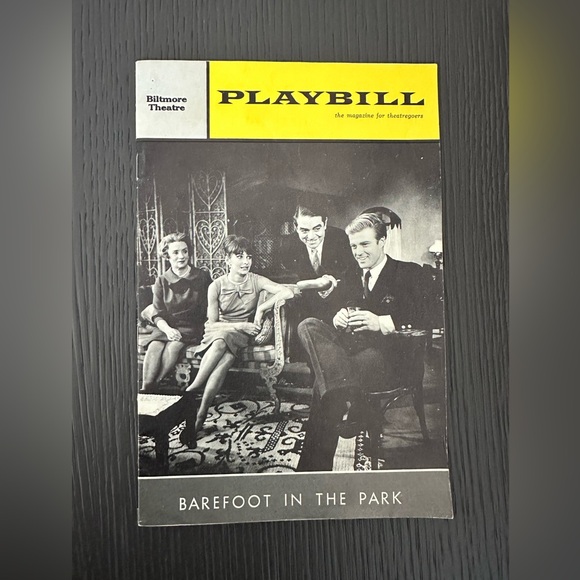 Biltmore
Theatre
PLAYBILL
the magazine for theatregoers
BAREFOOT IN THE PARK